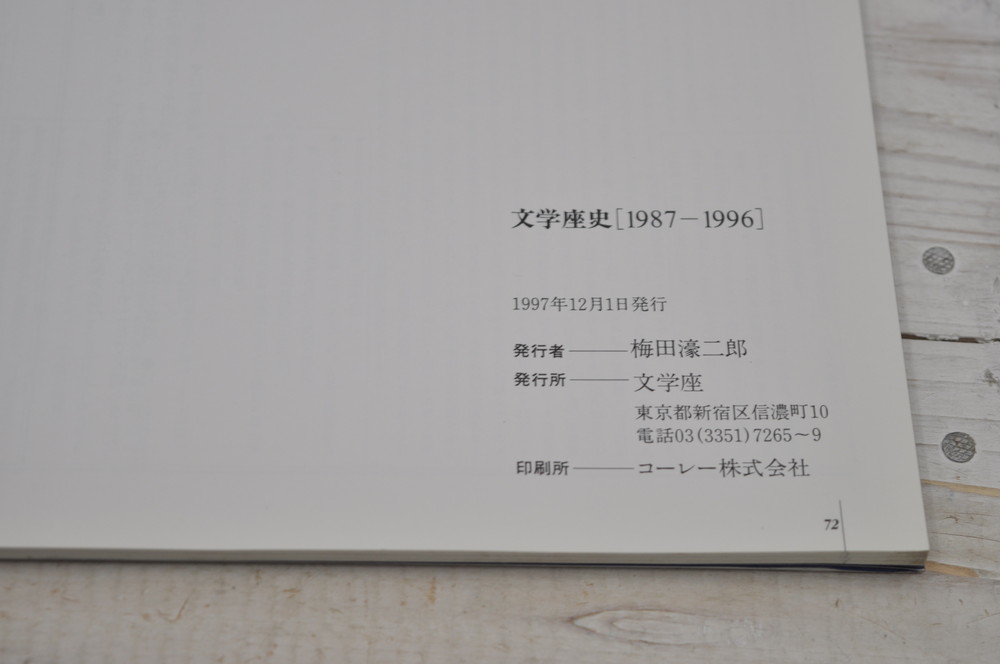 文学座史[1987－1996]
1997年12月1日発行
発行者――梅田濠二郎
発行所――文学座
東京都新宿区信濃町10
電話03(3351)7265～9
印刷所――コーレー株式会社
72